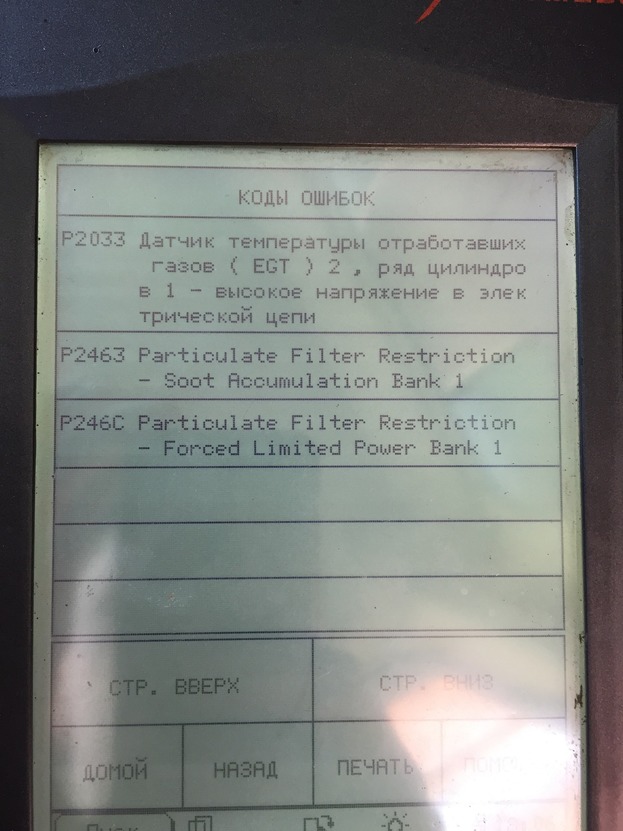 КОДЫ ОШИБОК
P2033 Датчик температуры отработавших
газов ( EGT ) 2 , ряд цилиндро
в 1 - высокое напряжение в элек
трической цепи
P2463 Particulate Filter Restriction
- Soot Accumulation Bank 1
P246C Particulate Filter Restriction
- Forced Limited Power Bank 1
СТР. ВВЕРХ СТР. ВНИЗ
ДОМОЙ НАЗАД ПЕЧАТЬ